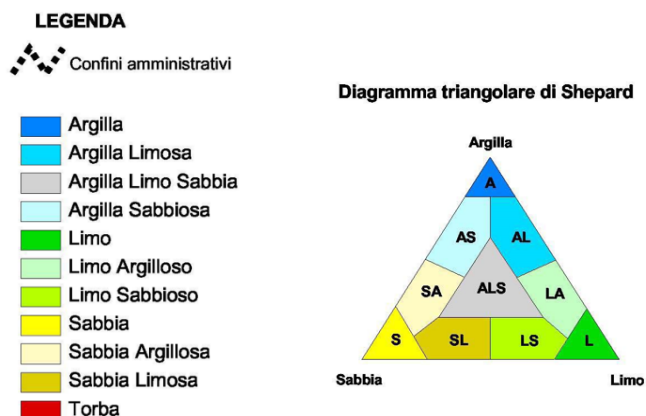 LEGENDA
Confini amministrativi
Argilla
Argilla Limosa
Argilla Limo Sabbia
Argilla Sabbiosa
Limo
Limo Argilloso
Limo Sabbioso
Sabbia
Sabbia Argillosa
Sabbia Limosa
Torba
Diagramma triangolare di Shepard
Argilla
A
AS AL
SA ALS LA
S SL LS L
Sabbia Limo